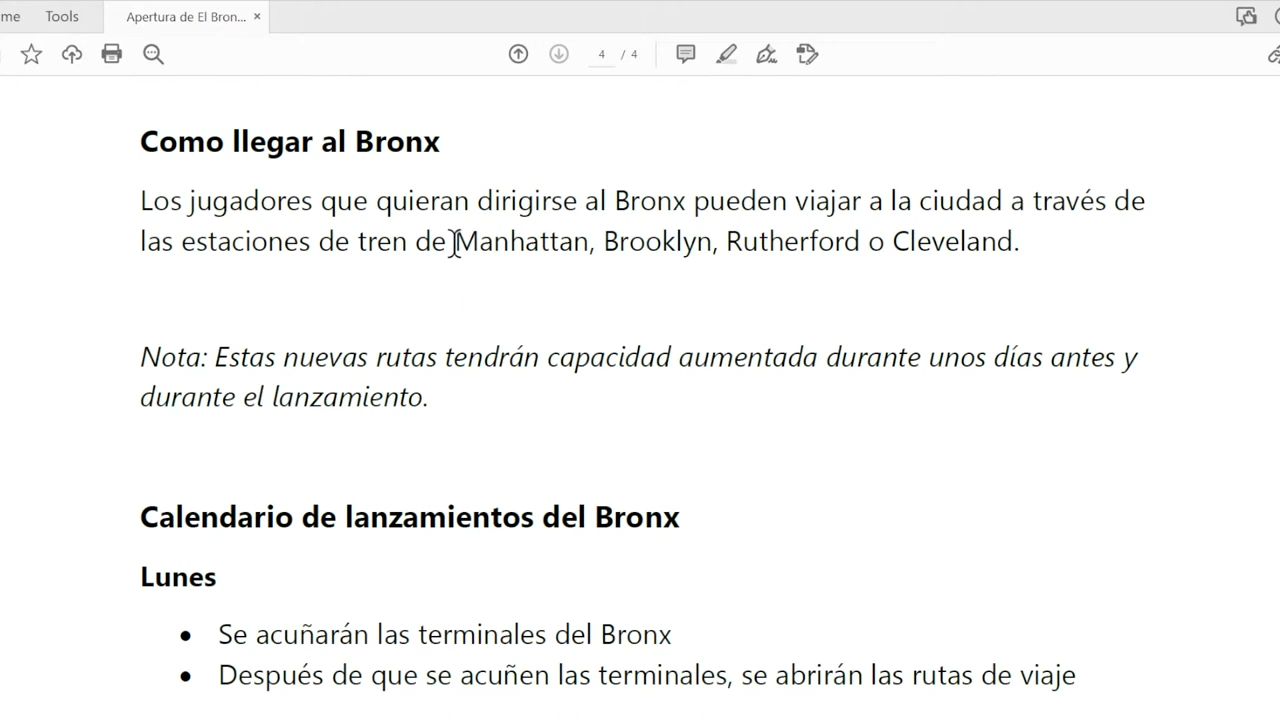 me Tools Apertura de El Bron... ×
4 / 4
Como llegar al Bronx
Los jugadores que quieran dirigirse al Bronx pueden viajar a la ciudad a través de
las estaciones de tren de Manhattan, Brooklyn, Rutherford o Cleveland.
Nota: Estas nuevas rutas tendrán capacidad aumentada durante unos días antes y
durante el lanzamiento.
Calendario de lanzamientos del Bronx
Lunes
• Se acuñarán las terminales del Bronx
• Después de que se acuñen las terminales, se abrirán las rutas de viaje